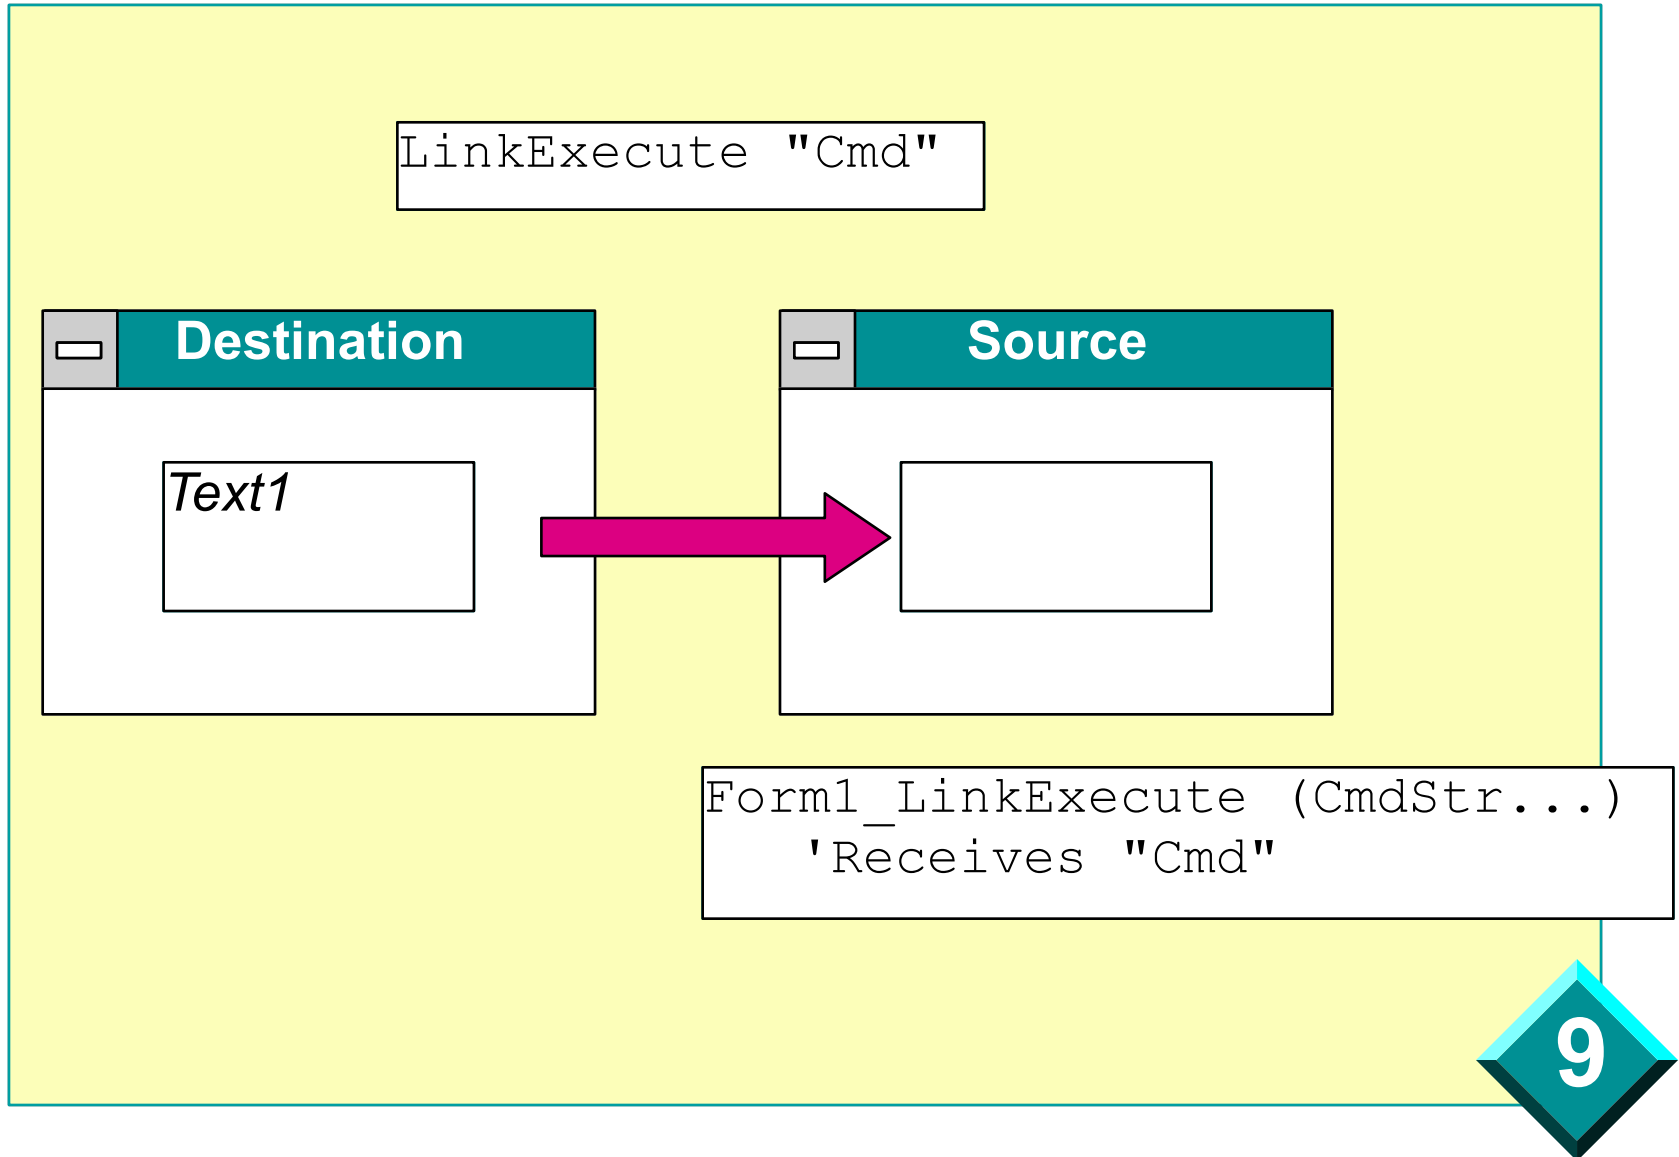 LinkExecute "Cmd"
Destination
Source
Text1
Form1_LinkExecute (CmdStr...)
'Receives "Cmd"
9